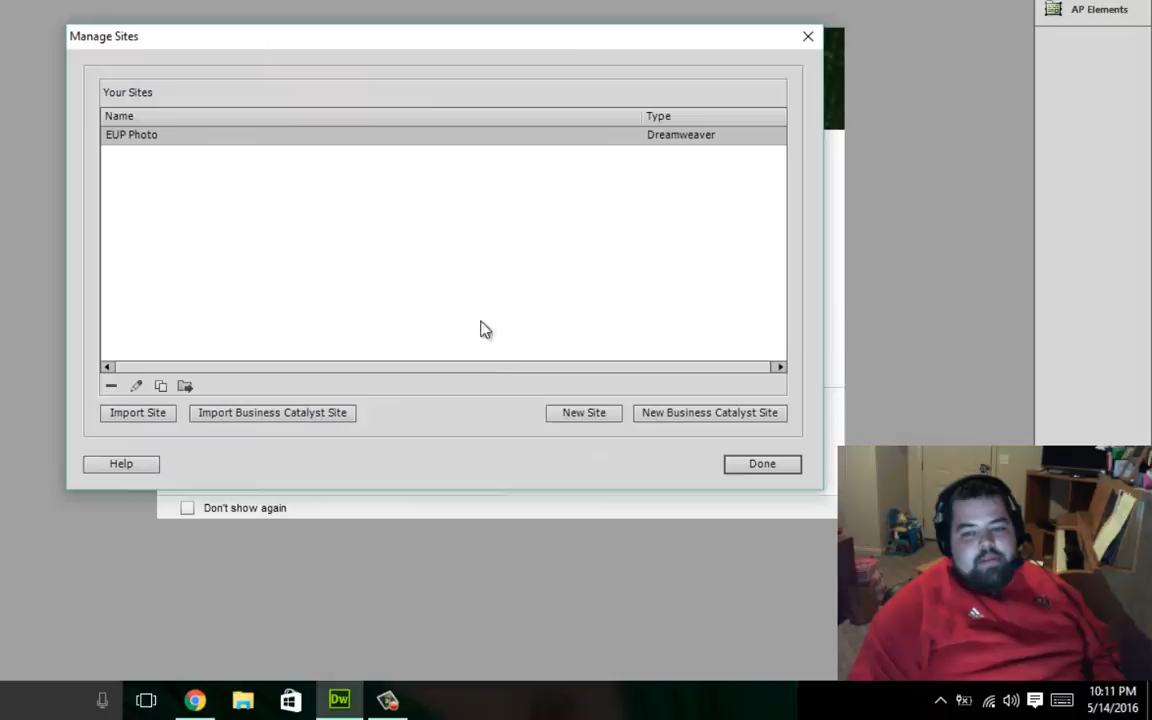 AP Elements
Manage Sites
Your Sites
Name Type
EUP Photo Dreamweaver
Import Site Import Business Catalyst Site New Site New Business Catalyst Site
Help Done
Don't show again
Dw
10:11 PM
5/14/2016